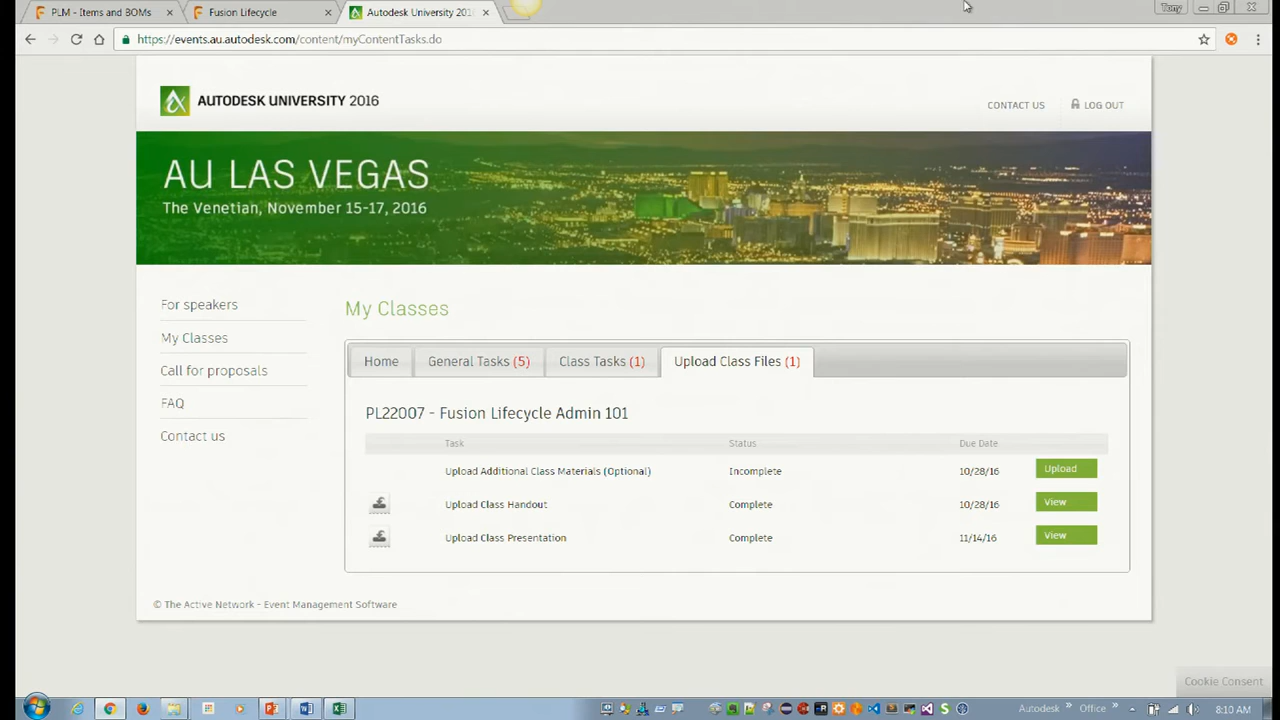 PLM - Items and BOMs
Fusion Lifecycle
Autodesk University 201
Tony
https://events.au.autodesk.com/content/myContentTasks.do
AUTODESK UNIVERSITY 2016
CONTACT US
LOG OUT
AU LAS VEGAS
The Venetian, November 15-17, 2016
For speakers
My Classes
Call for proposals
FAQ
Contact us
My Classes
Home
General Tasks (5)
Class Tasks (1)
Upload Class Files (1)
PL22007 - Fusion Lifecycle Admin 101
Task Status Due Date
Upload Additional Class Materials (Optional) Incomplete 10/28/16 Upload
Upload Class Handout Complete 10/28/16 View
Upload Class Presentation Complete 11/14/16 View
© The Active Network - Event Management Software
Cookie Consent
Autodesk » Office » 8:10 AM